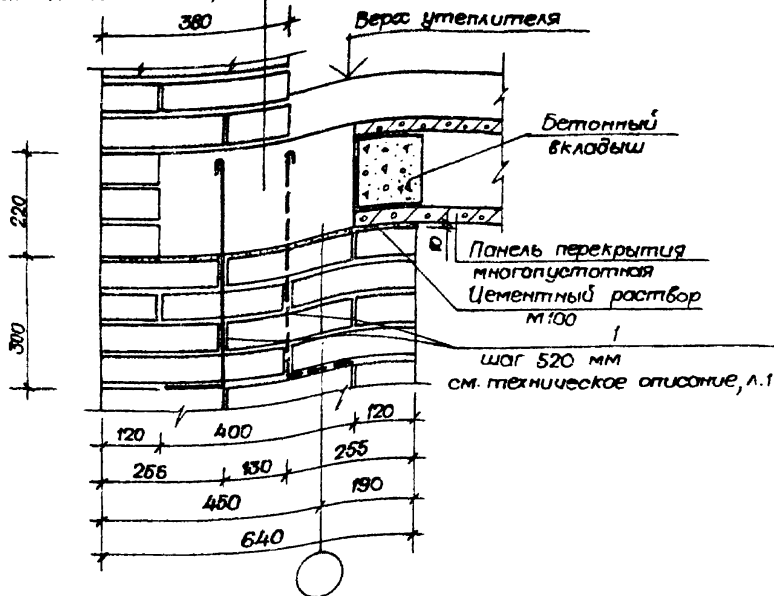 380
Верх утеплителя
Бетонный
вкладыш
220
10
Панель перекрытия
многопустотная
Цементный раствор
М100
300
1
шаг 520 мм
см. техническое описание, л.1
120
400
120
255
130
255
450
190
640